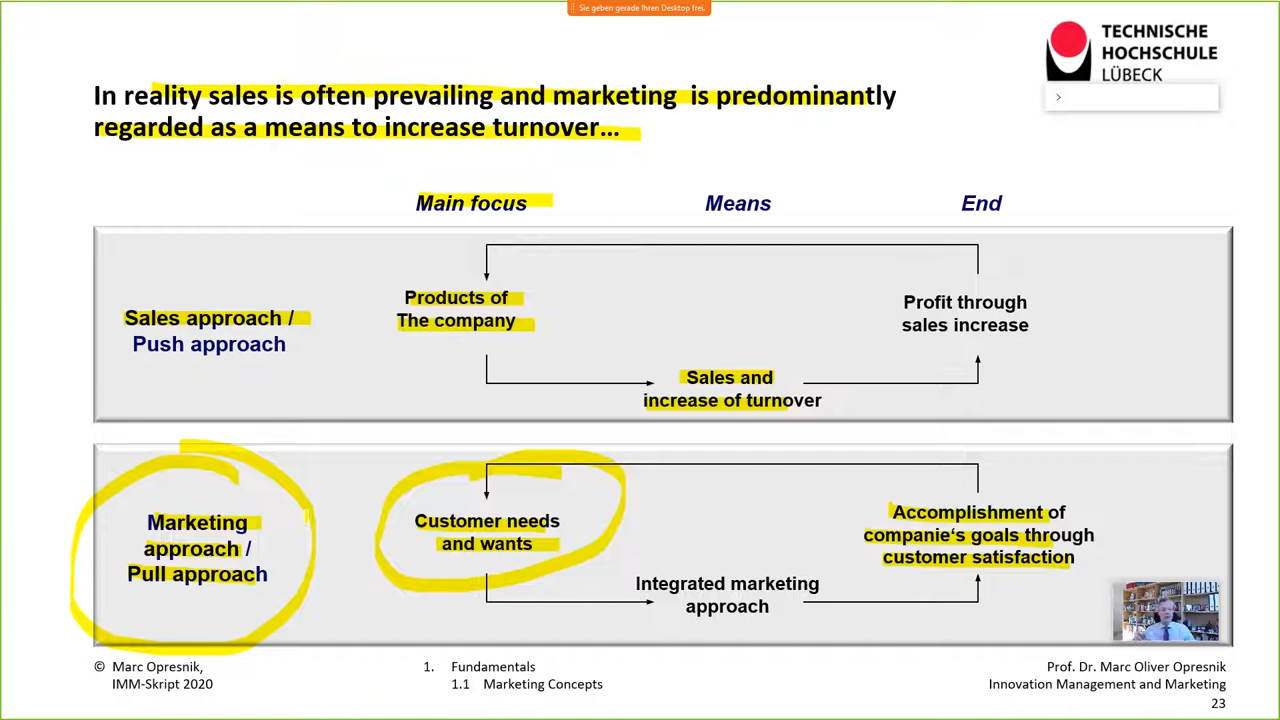 Sie geben gerade Ihren Desktop frei.
TECHNISCHE
HOCHSCHULE
LÜBECK
In reality sales is often prevailing and marketing is predominantly
regarded as a means to increase turnover…
Main focus Means End
Sales approach /
Push approach
Products of
The company
Sales and
increase of turnover
Profit through
sales increase
Marketing
approach /
Pull approach
Customer needs
and wants
Integrated marketing
approach
Accomplishment of
companie‘s goals through
customer satisfaction
© Marc Opresnik,
IMM-Skript 2020
1. Fundamentals
1.1 Marketing Concepts
Prof. Dr. Marc Oliver Opresnik
Innovation Management and Marketing
23